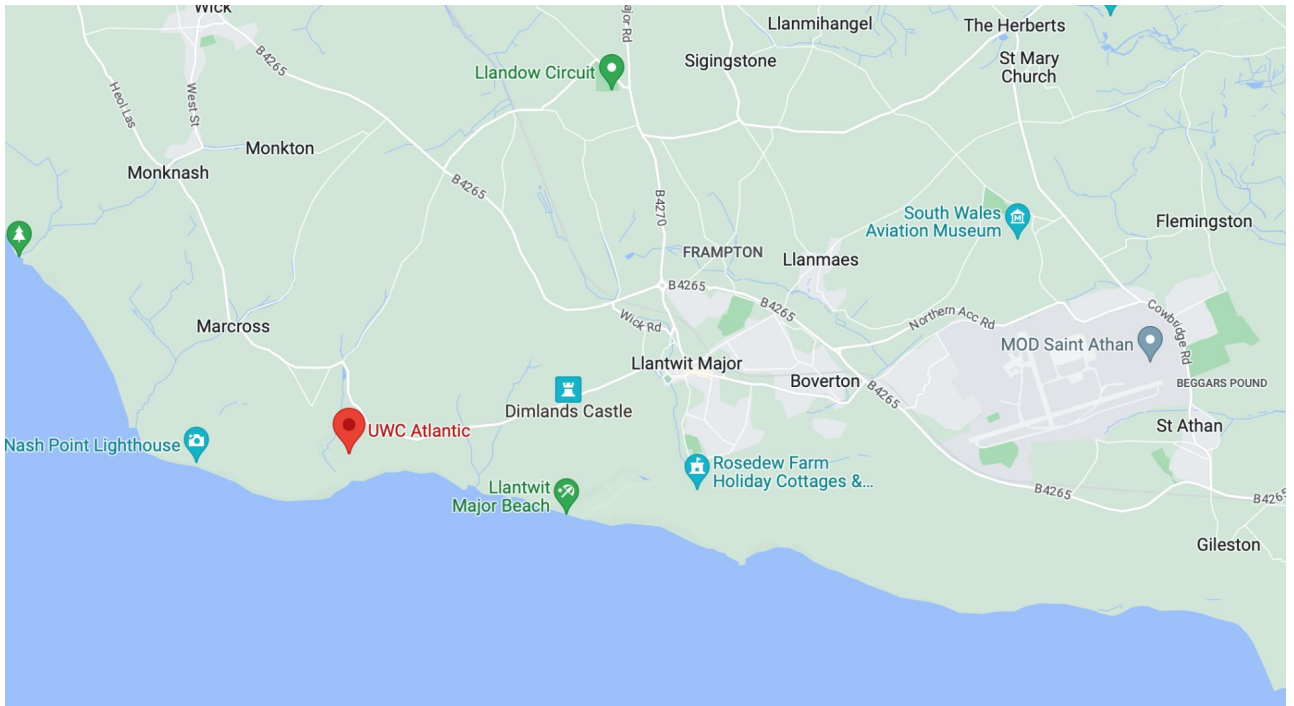 Wick
ajor Rd
Llanmihangel
The Herberts
B4265
Sigingstone
St Mary
Church
Llandow Circuit
Heol Las
West St
Monkton
Monknash
B4265
B4270
South Wales
Aviation Museum
Flemingston
FRAMPTON
Llanmaes
B4265
B4265
Wick Rd
Northern Acc Rd
Cowbridge Rd
Marcross
MOD Saint Athan
Llantwit Major
Boverton
B4265
BEGGARS POUND
Dimlands Castle
UWC Atlantic
St Athan
Nash Point Lighthouse
Rosedew Farm
Holiday Cottages &...
Llantwit
Major Beach
B4265
B4265
Gileston